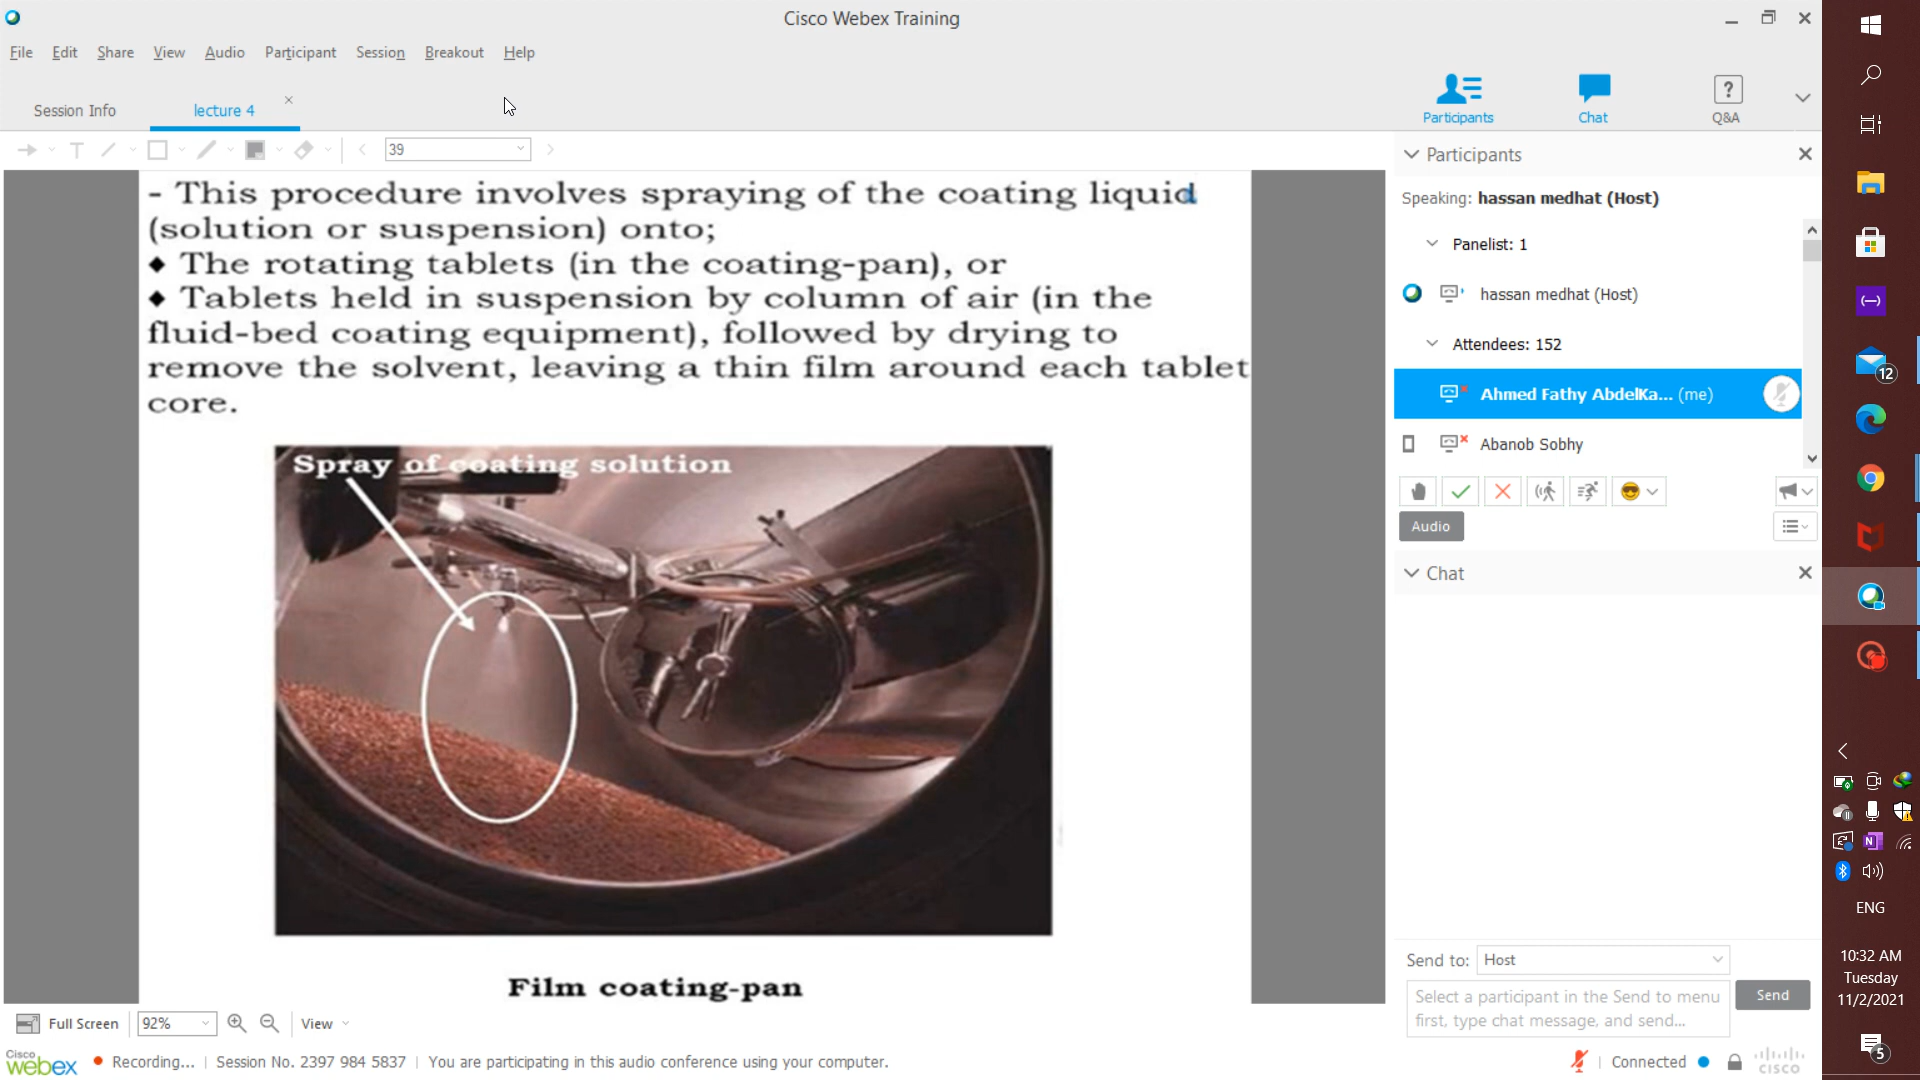 Cisco Webex Training
File Edit Share View Audio Participant Session Breakout Help
Session Info
lecture 4
Participants
Chat
?
Q&A
T
39
- This procedure involves spraying of the coating liquid
(solution or suspension) onto;
◆ The rotating tablets (in the coating-pan), or
◆ Tablets held in suspension by column of air (in the
fluid-bed coating equipment), followed by drying to
remove the solvent, leaving a thin film around each tablet
core.
Spray of coating solution
Film coating-pan
Full Screen
92%
View
Cisco
webex
Recording...
Session No. 2397 984 5837
You are participating in this audio conference using your computer.
Participants
Speaking: hassan medhat (Host)
Panelist: 1
hassan medhat (Host)
Attendees: 152
Ahmed Fathy AbdelKa... (me)
Abanob Sobhy
Audio
Chat
Send to: Host
Select a participant in the Send to menu
first, type chat message, and send...
Send
Connected
CISCO
12
N
ENG
10:32 AM
Tuesday
11/2/2021
5